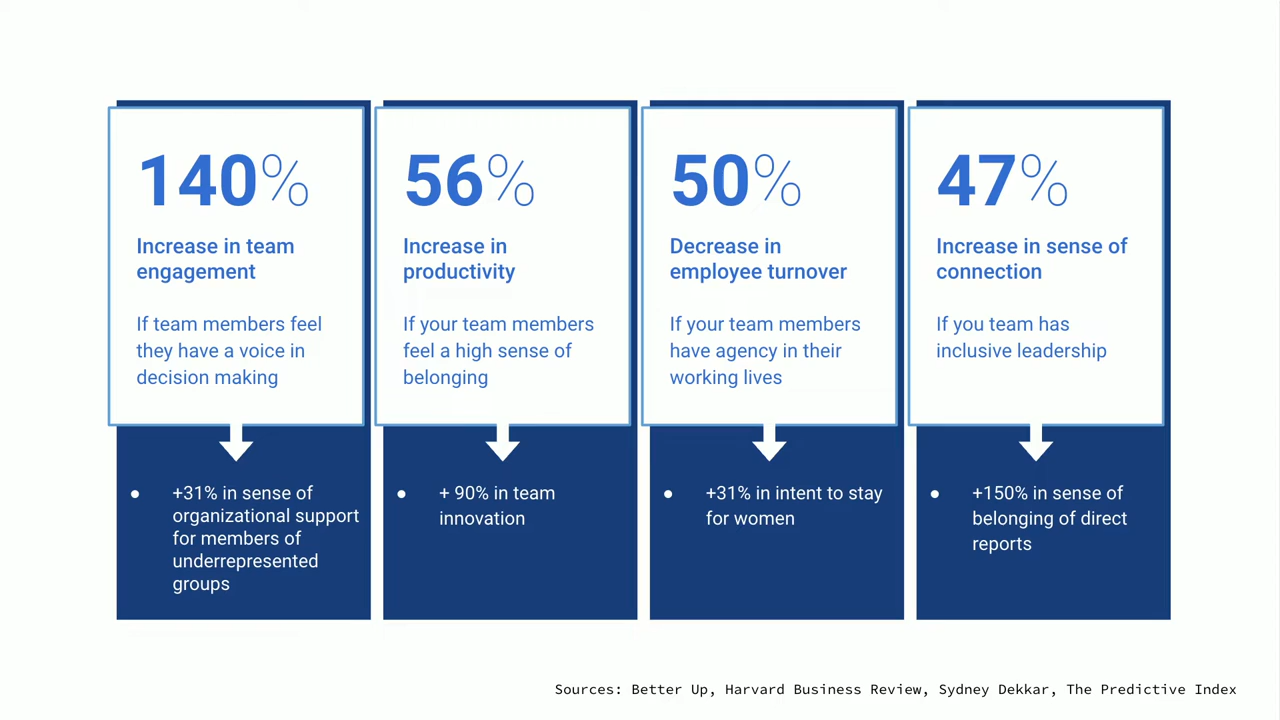 140%
Increase in team
engagement
If team members feel
they have a voice in
decision making
• +31% in sense of
organizational support
for members of
underrepresented
groups
56%
Increase in
productivity
If your team members
feel a high sense of
belonging
• + 90% in team
innovation
50%
Decrease in
employee turnover
If your team members
have agency in their
working lives
• +31% in intent to stay
for women
47%
Increase in sense of
connection
If you team has
inclusive leadership
• +150% in sense of
belonging of direct
reports
Sources: Better Up, Harvard Business Review, Sydney Dekkar, The Predictive Index